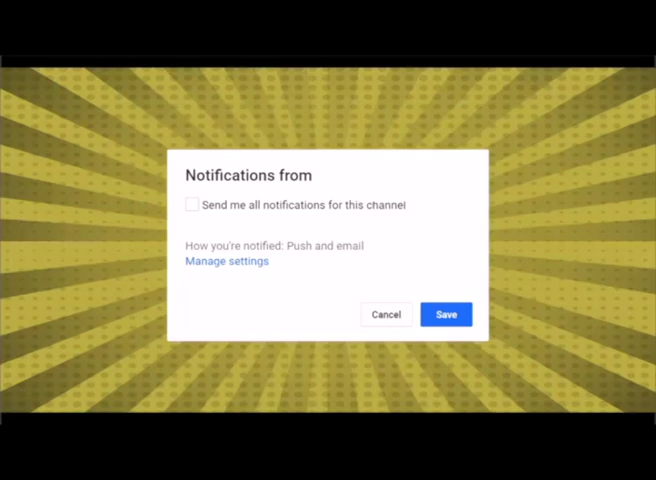 Notifications from
Send me all notifications for this channel
How you're notified: Push and email
Manage settings
Cancel Save